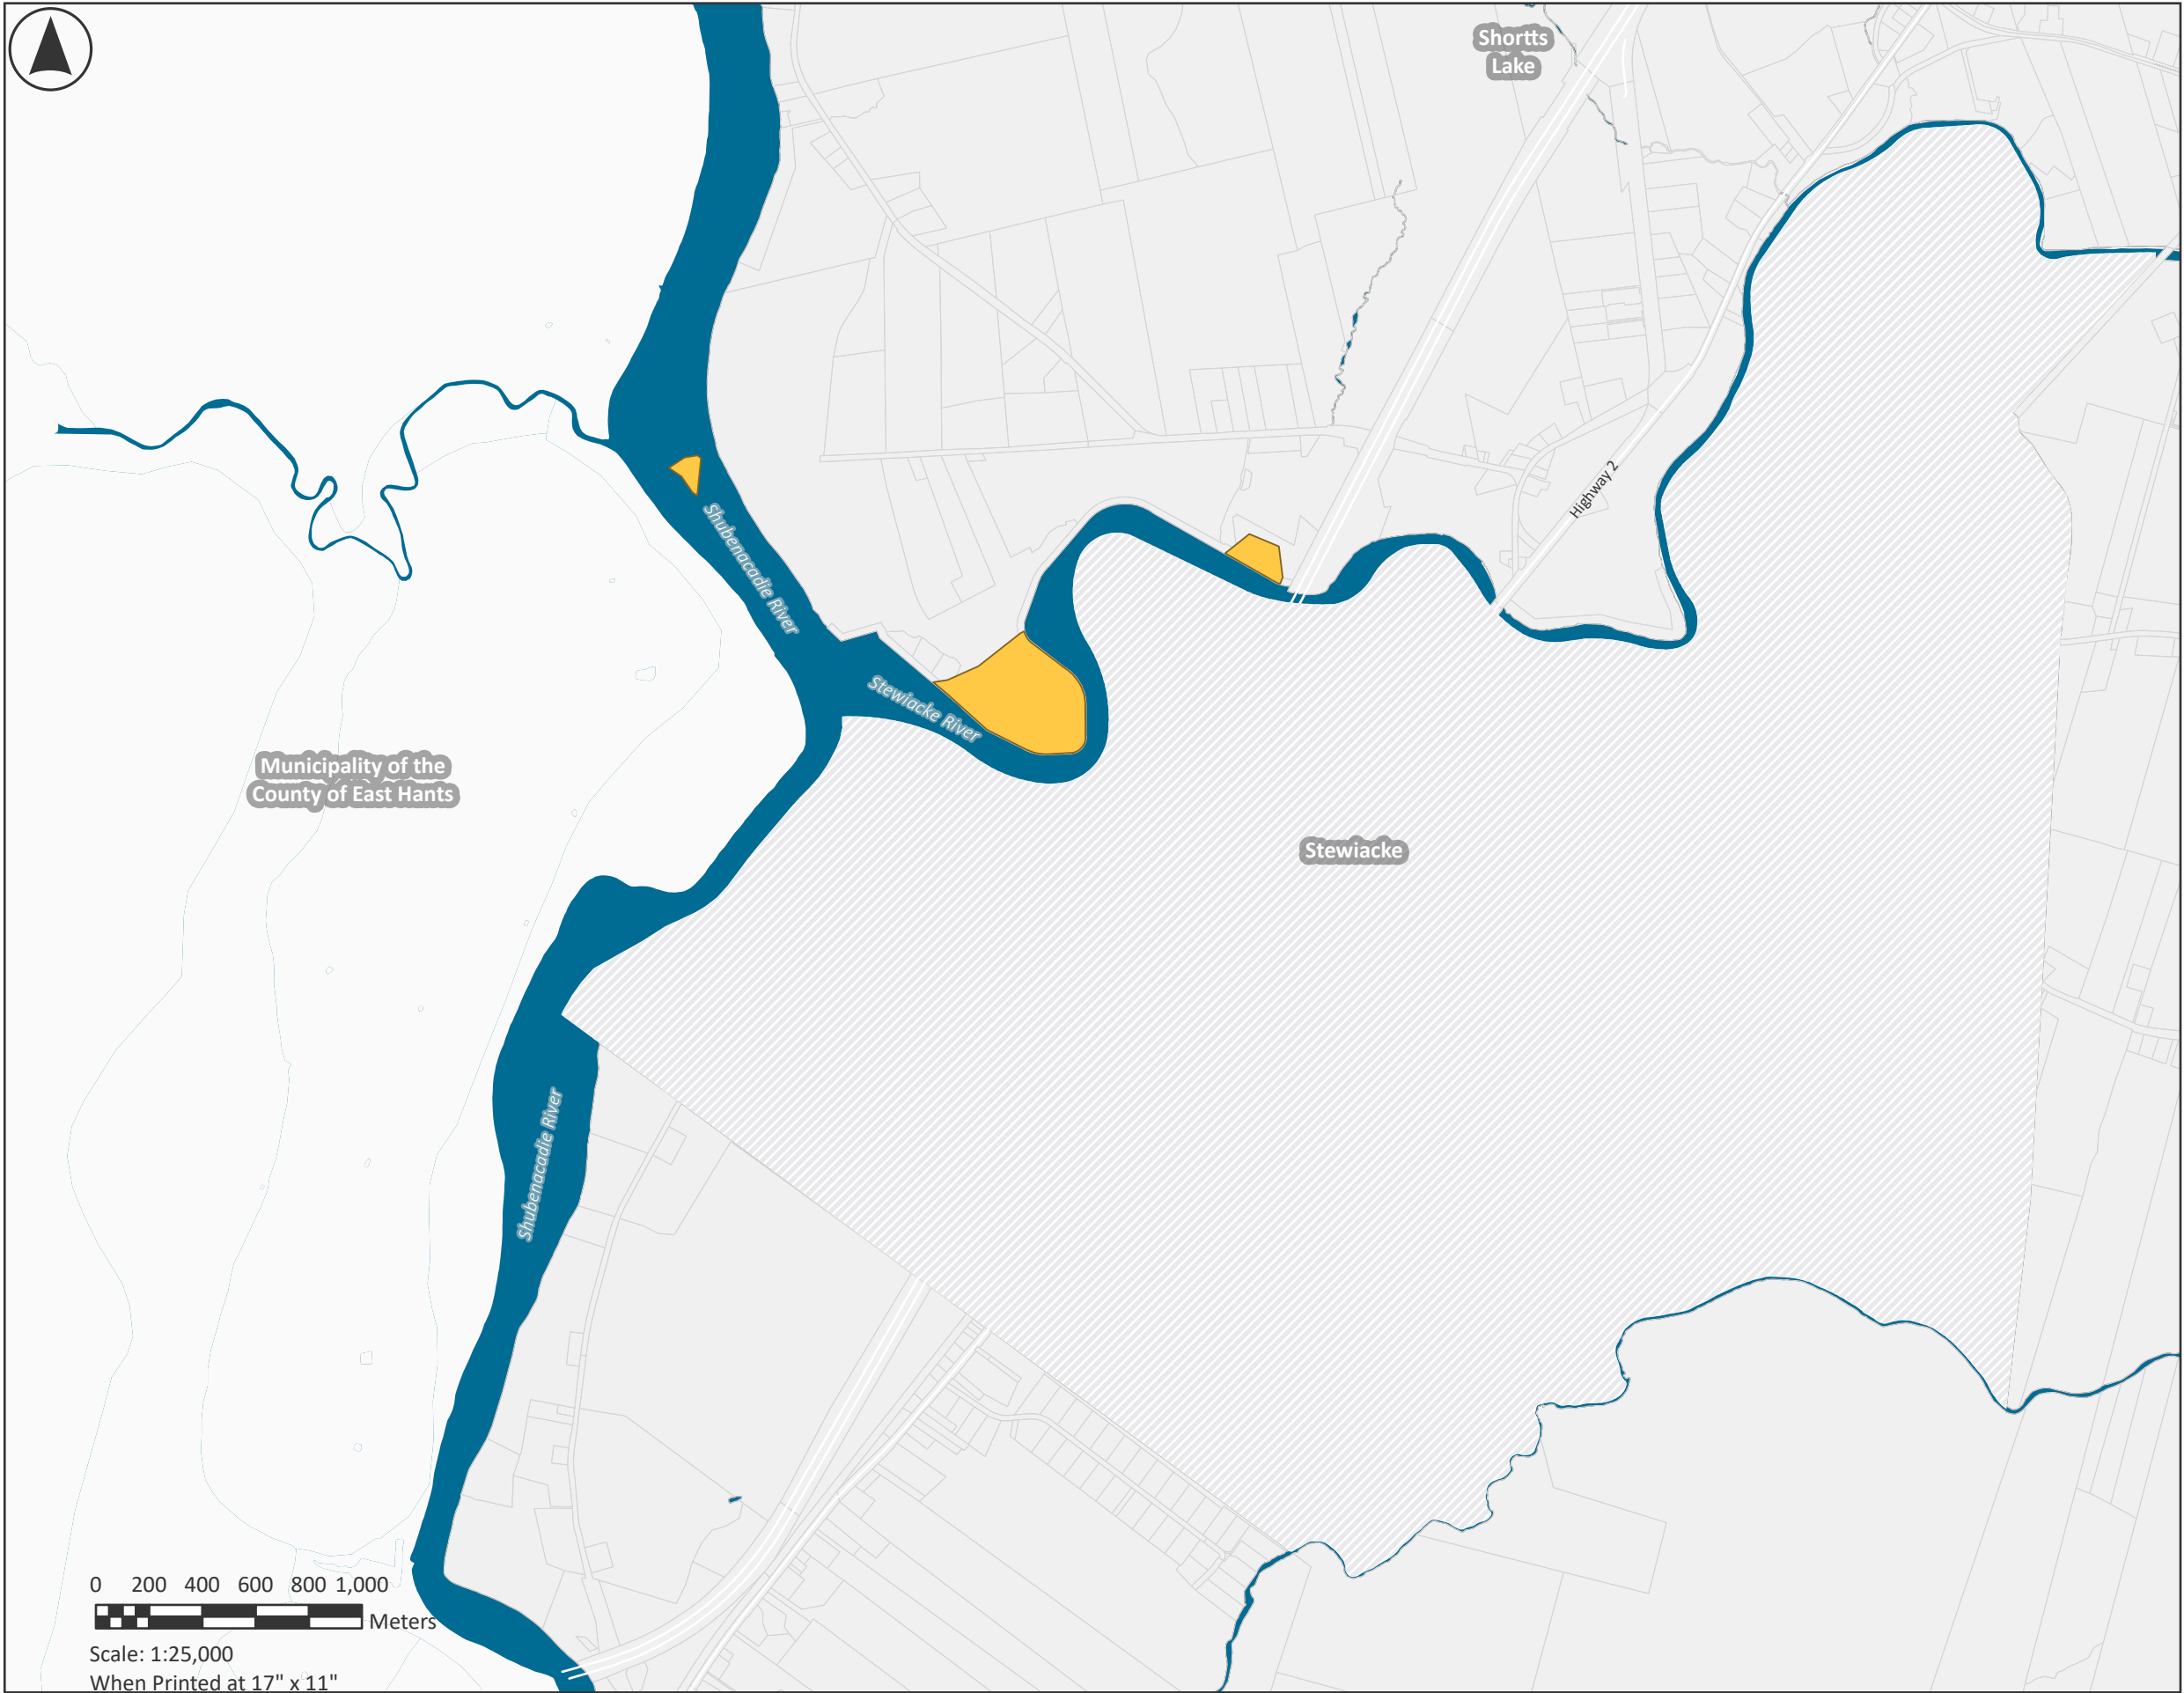 Shortts
Lake
Highway 2
Shubenacadie River
Stewiacke River
Municipality of the
County of East Hants
Stewiacke
Shubenacadie River
0 200 400 600 800 1,000
Meters
Scale: 1:25,000
When Printed at 17" x 11"